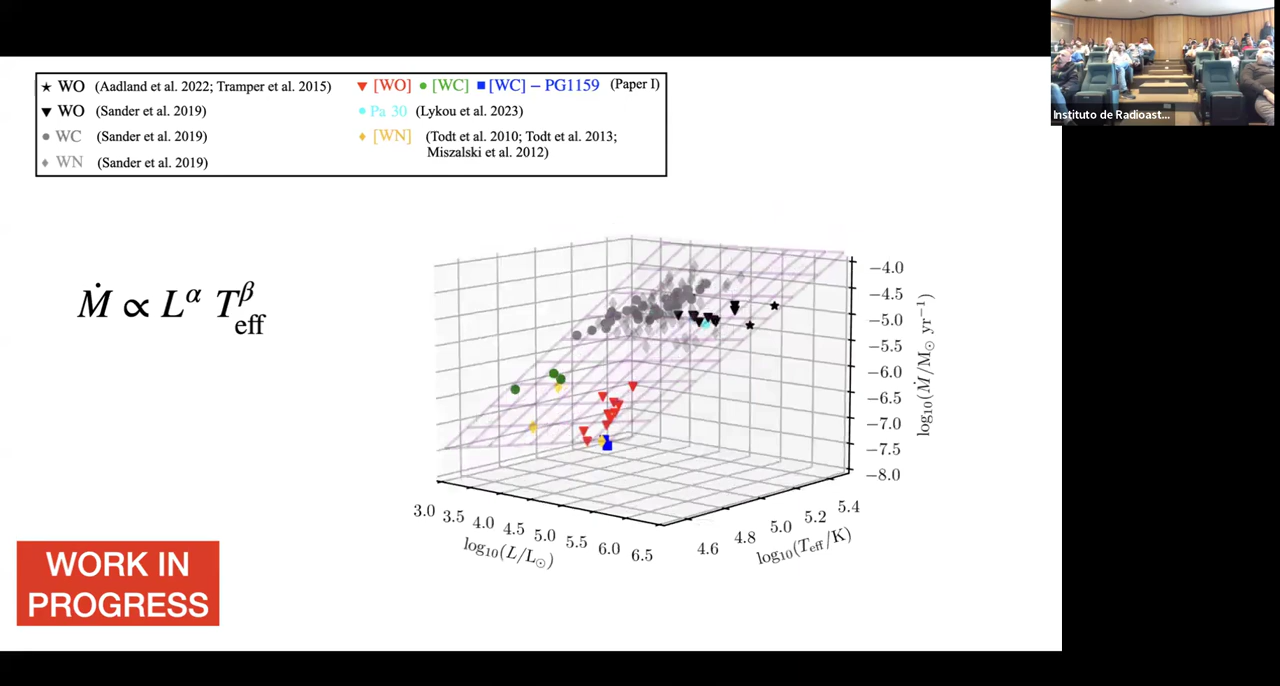 ★ WO (Aadland et al. 2022; Tramper et al. 2015)
▼ WO (Sander et al. 2019)
● WC (Sander et al. 2019)
♦ WN (Sander et al. 2019)
▼ [WO] ● [WC] ■ [WC] – PG1159 (Paper I)
● Pa 30 (Lykou et al. 2023)
♦ [WN] (Todt et al. 2010; Todt et al. 2013;
Miszalski et al. 2012)
Instituto de Radioast...
Ṁ ∝ L^α T_eff^β
−4.0
−4.5
−5.0
−5.5
−6.0
−6.5
−7.0
−7.5
−8.0
log₁₀(Ṁ/M⊙ yr⁻¹)
3.0 3.5 4.0 4.5 5.0 5.5 6.0 6.5
log₁₀(L/L⊙)
4.6 4.8 5.0 5.2 5.4
log₁₀(T_eff/K)
WORK IN
PROGRESS